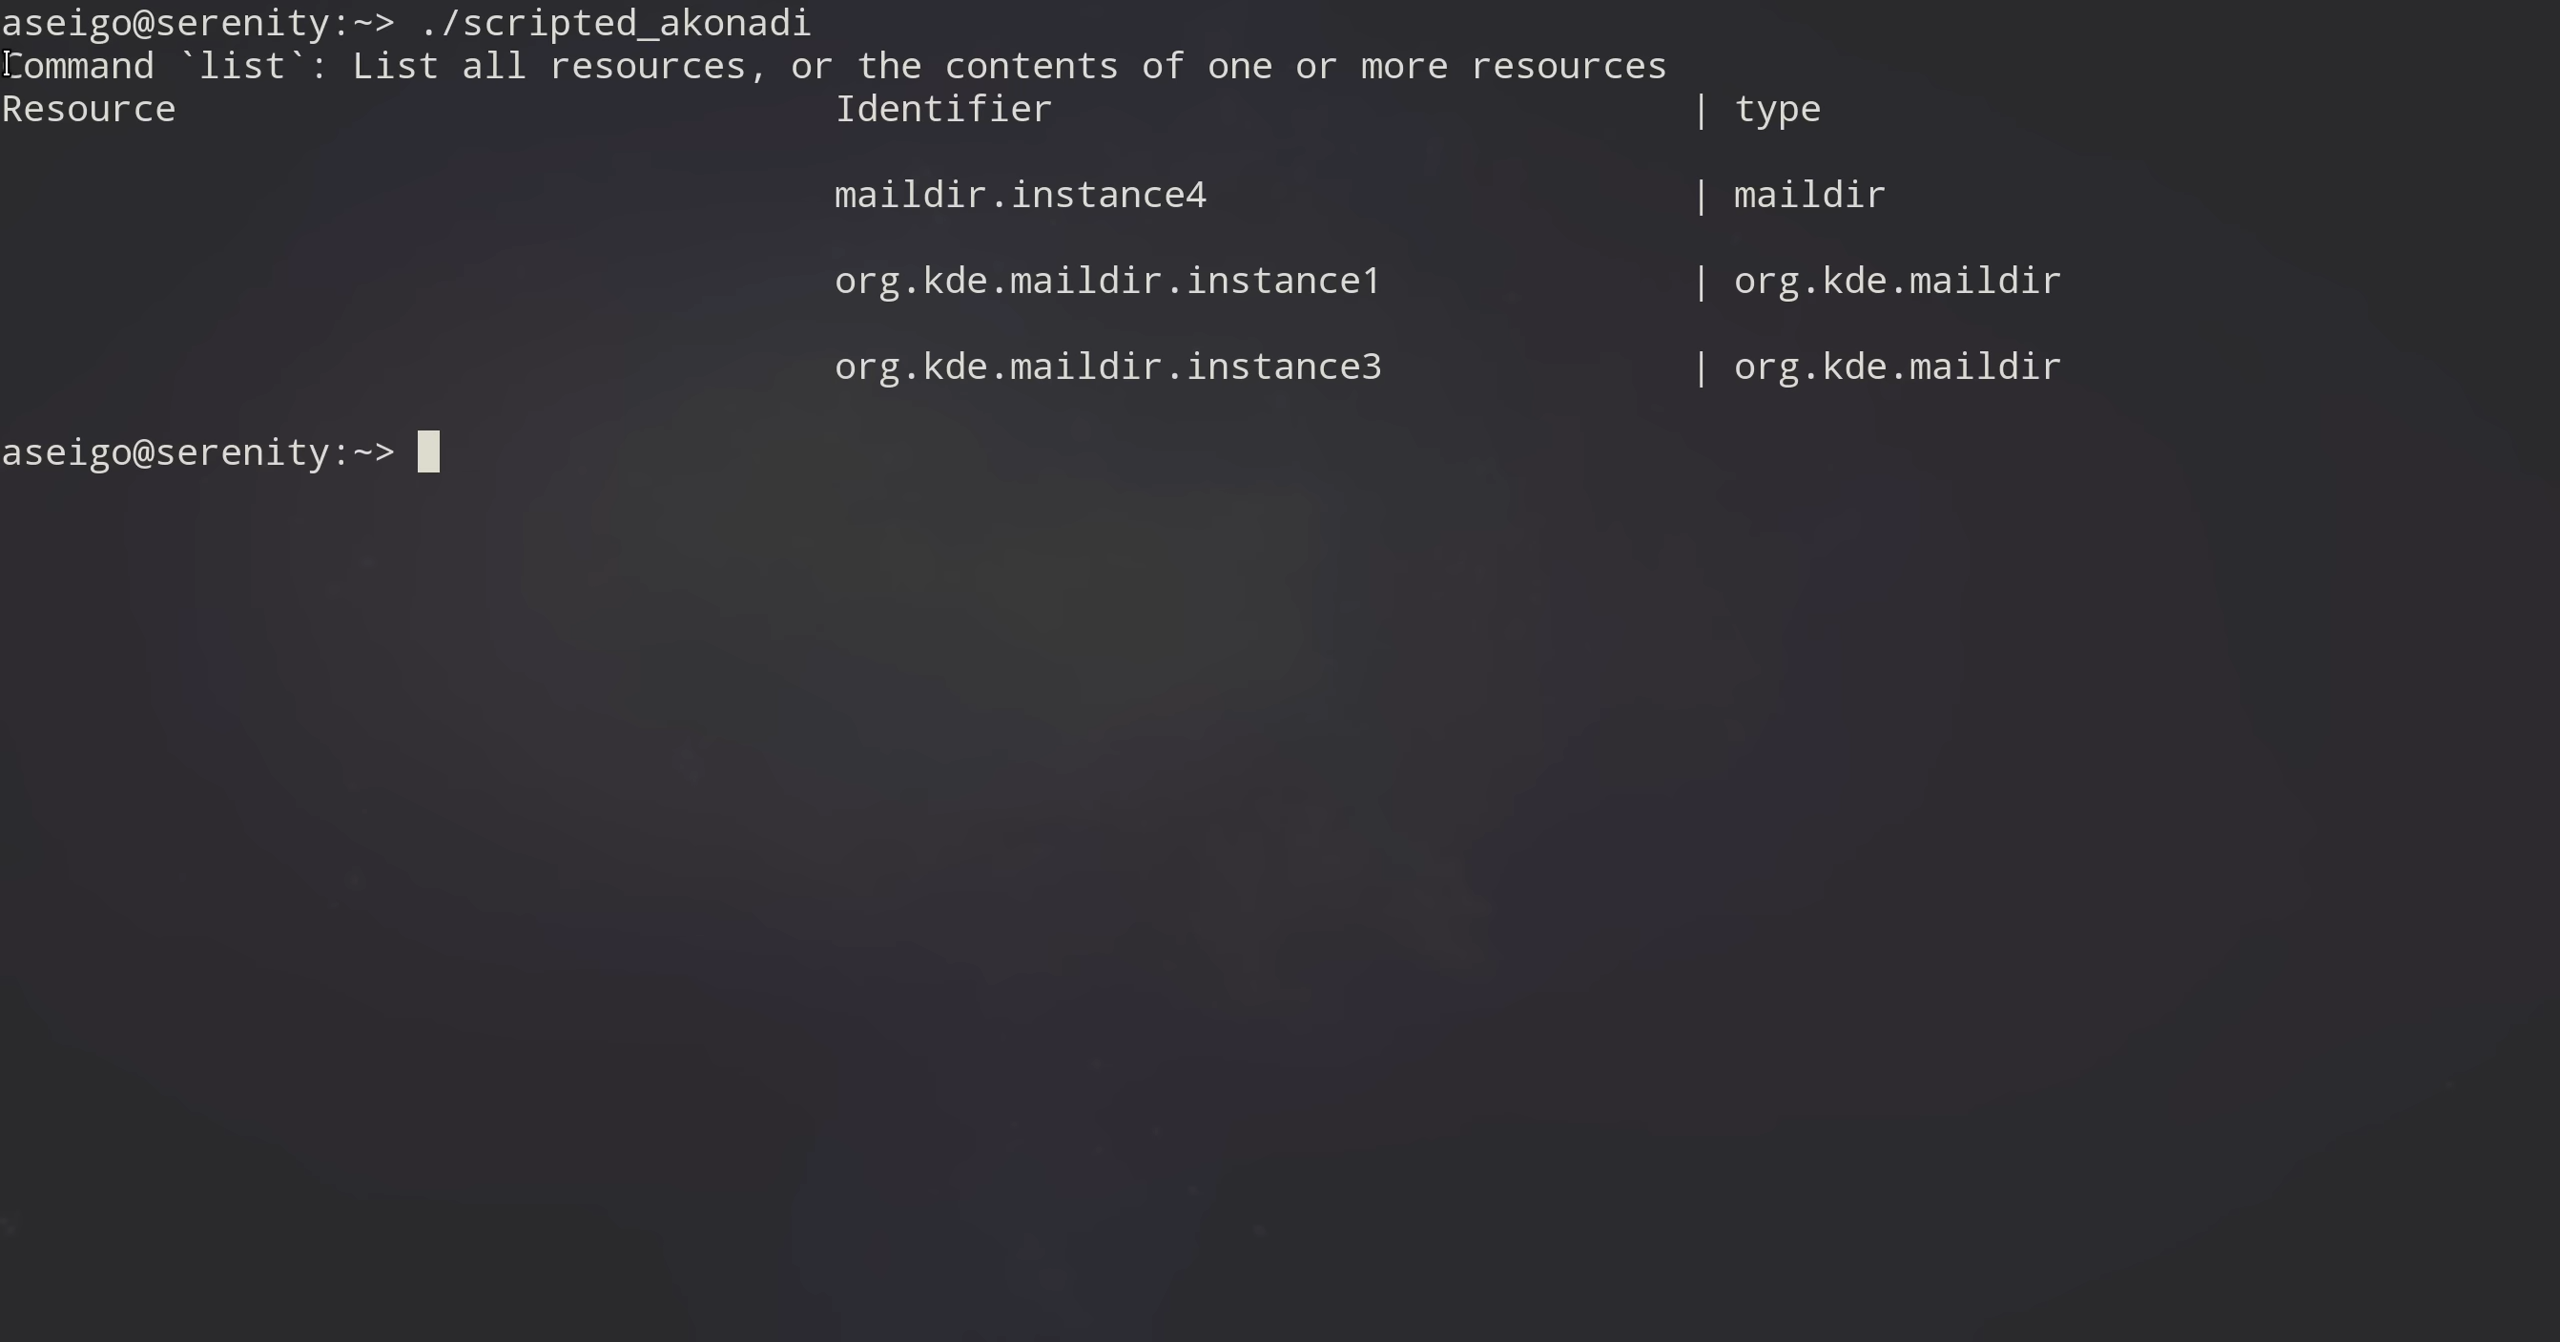 aseigo@serenity:~> ./scripted_akonadi
Command `list`: List all resources, or the contents of one or more resources
Resource                              Identifier                             | type
maildir.instance4                      | maildir
org.kde.maildir.instance1              | org.kde.maildir
org.kde.maildir.instance3              | org.kde.maildir
aseigo@serenity:~>